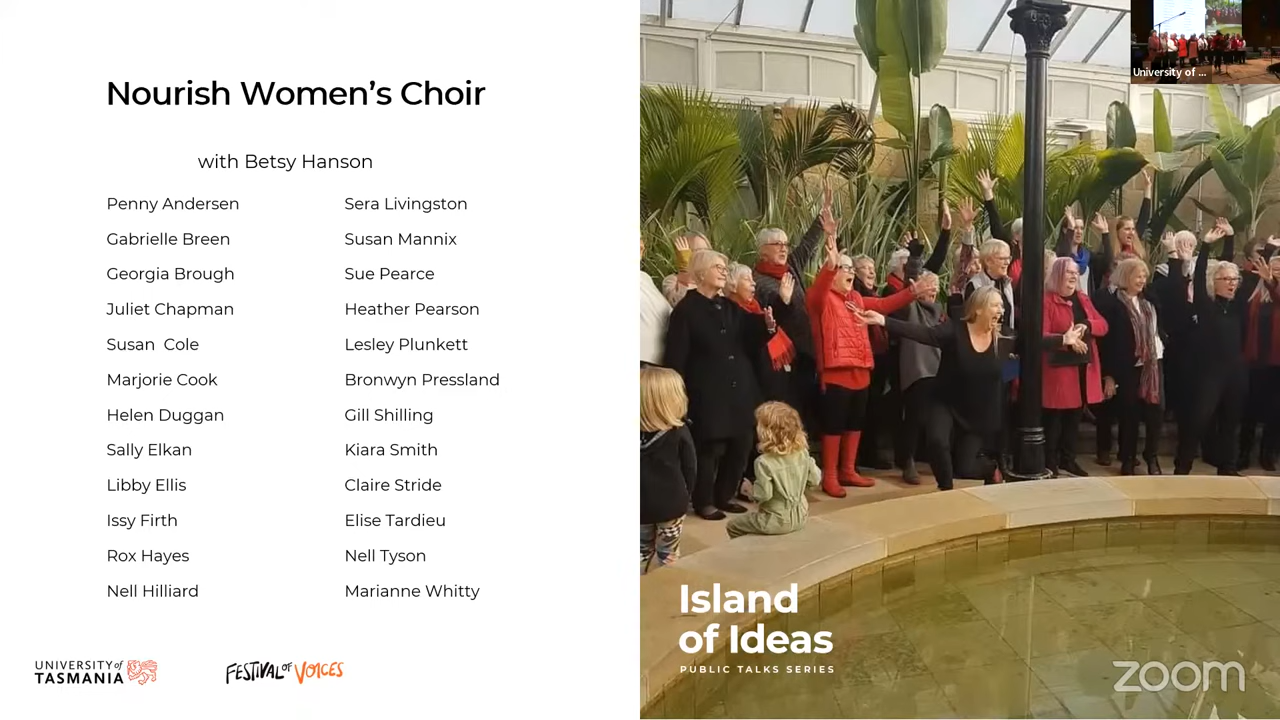 Nourish Women's Choir
with Betsy Hanson
Penny Andersen
Gabrielle Breen
Georgia Brough
Juliet Chapman
Susan  Cole
Marjorie Cook
Helen Duggan
Sally Elkan
Libby Ellis
Issy Firth
Rox Hayes
Nell Hilliard
Sera Livingston
Susan Mannix
Sue Pearce
Heather Pearson
Lesley Plunkett
Bronwyn Pressland
Gill Shilling
Kiara Smith
Claire Stride
Elise Tardieu
Nell Tyson
Marianne Whitty
UNIVERSITY of
TASMANIA
FESTIVAL OF VOICES
University of ...
Island
of Ideas
PUBLIC TALKS SERIES
zoom